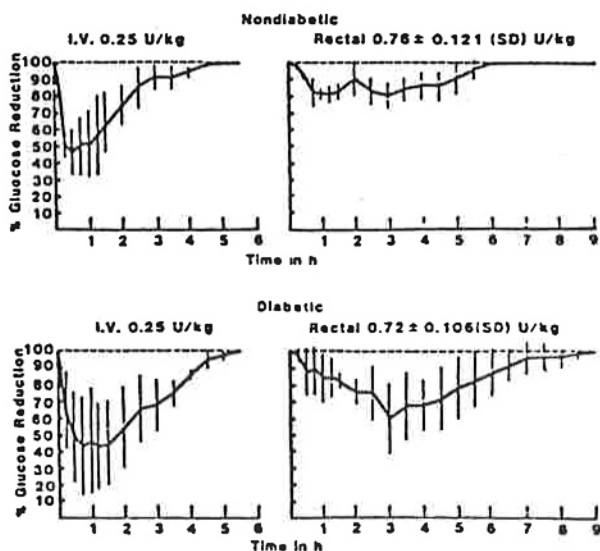 Nondiabetic
I.V. 0.25 U/kg
Rectal 0.76 ± 0.121 (SD) U/kg
% Glucose Reduction
100
90
80
70
60
50
40
30
20
10
1 2 3 4 5 6
1 2 3 4 5 6 7 8 9
Time in h
Diabetic
I.V. 0.25 U/kg
Rectal 0.72 ± 0.106(SD) U/kg
% Glucose Reduction
100
90
80
70
60
50
40
30
20
10
1 2 3 4 5 6
1 2 3 4 5 6 7 8 9
Time in h